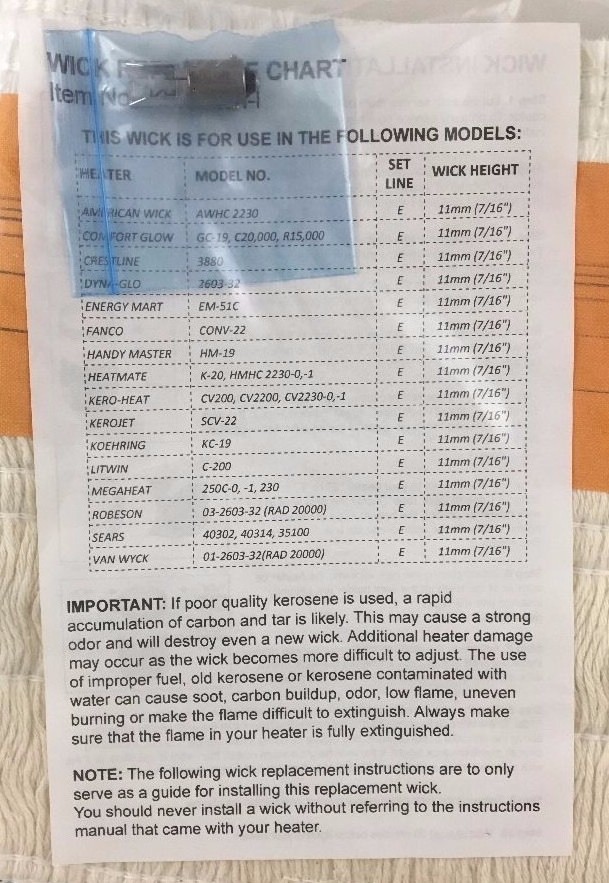 WICK CHART
Item No.
THIS WICK IS FOR USE IN THE FOLLOWING MODELS:
HEATER MODEL NO. SET LINE WICK HEIGHT
AMERICAN WICK AWHC 2230 E 11mm (7/16")
COMFORT GLOW GC-19, C20,000, R15,000 E 11mm (7/16")
CRESTLINE 3880 E 11mm (7/16")
DYNA-GLO 2603-32 E 11mm (7/16")
ENERGY MART EM-51C E 11mm (7/16")
FANCO CONV-22 E 11mm (7/16")
HANDY MASTER HM-19 E 11mm (7/16")
HEATMATE K-20, HMHC 2230-0,-1 E 11mm (7/16")
KERO-HEAT CV200, CV2200, CV2230-0,-1 E 11mm (7/16")
KEROJET SCV-22 E 11mm (7/16")
KOEHRING KC-19 E 11mm (7/16")
LITWIN C-200 E 11mm (7/16")
MEGAHEAT 250C-0, -1, 230 E 11mm (7/16")
ROBESON 03-2603-32 (RAD 20000) E 11mm (7/16")
SEARS 40302, 40314, 35100 E 11mm (7/16")
VAN WYCK 01-2603-32(RAD 20000) E 11mm (7/16")
IMPORTANT: If poor quality kerosene is used, a rapid
accumulation of carbon and tar is likely. This may cause a strong
odor and will destroy even a new wick. Additional heater damage
may occur as the wick becomes more difficult to adjust. The use
of improper fuel, old kerosene or kerosene contaminated with
water can cause soot, carbon buildup, odor, low flame, uneven
burning or make the flame difficult to extinguish. Always make
sure that the flame in your heater is fully extinguished.
NOTE: The following wick replacement instructions are to only
serve as a guide for installing this replacement wick.
You should never install a wick without referring to the instructions
manual that came with your heater.